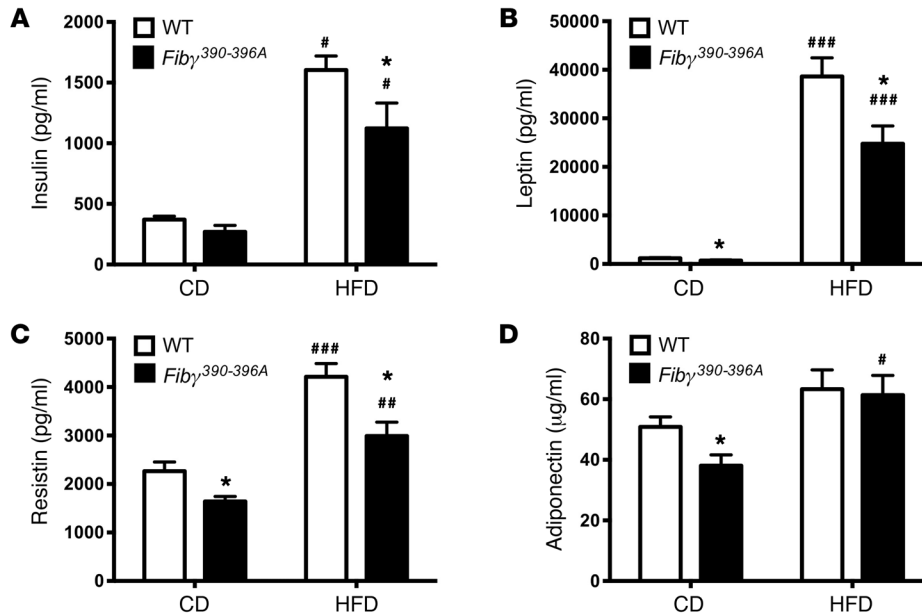 A
WT
Fibγ390-396A
Insulin (pg/ml)
2000
1500
1000
500
0
#
*
#
CD
HFD
B
WT
Fibγ390-396A
Leptin (pg/ml)
50000
40000
30000
20000
10000
0
*
###
*
###
CD
HFD
C
WT
Fibγ390-396A
Resistin (pg/ml)
5000
4000
3000
2000
1000
0
*
###
*
##
CD
HFD
D
WT
Fibγ390-396A
Adiponectin (μg/ml)
80
60
40
20
0
*
#
CD
HFD